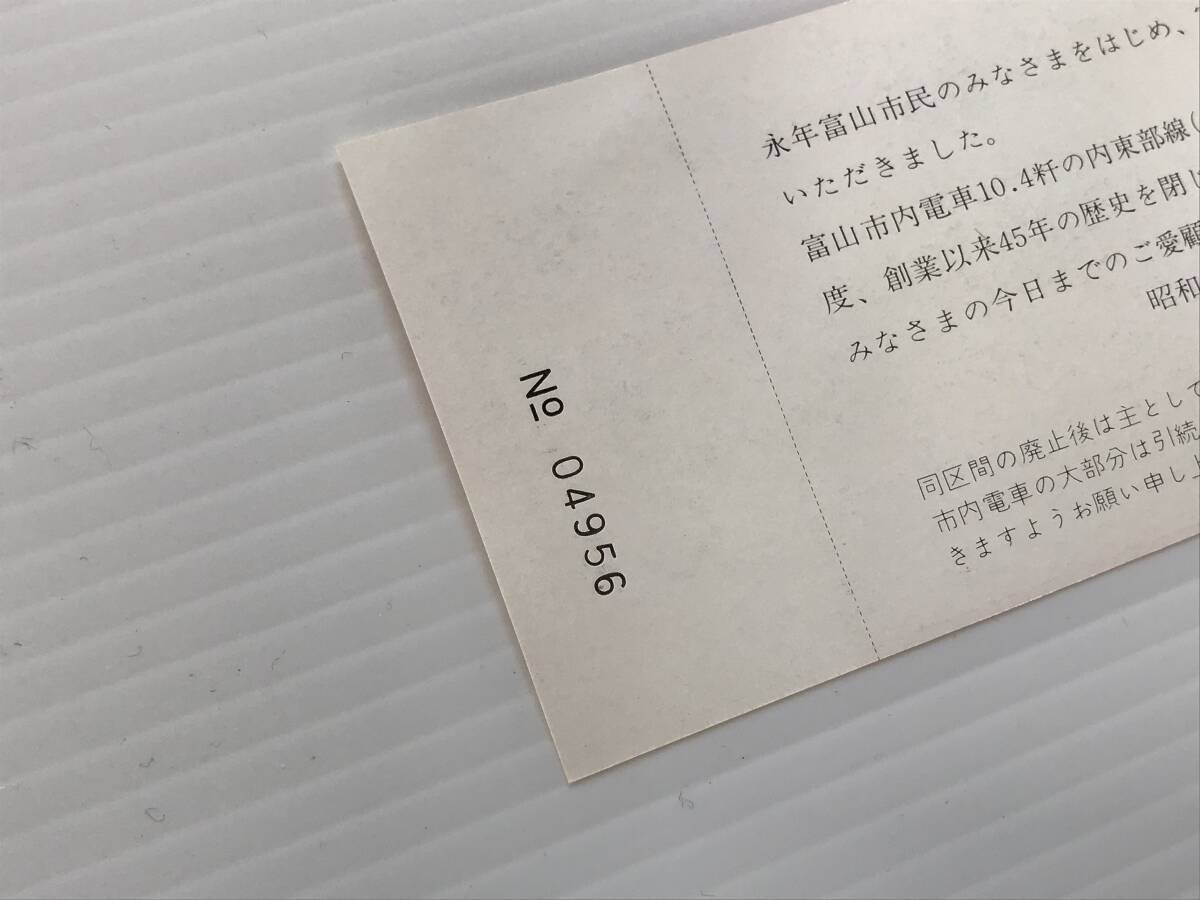 永年富山市民のみなさまをはじめ、
いただきました。
富山市内電車10.4粁の内東部線(
度、創業以来45年の歴史を閉じ
みなさまの今日までのご愛顧
昭和
同区間の廃止後は主として
市内電車の大部分は引続
きますようお願い申し上
No 04956